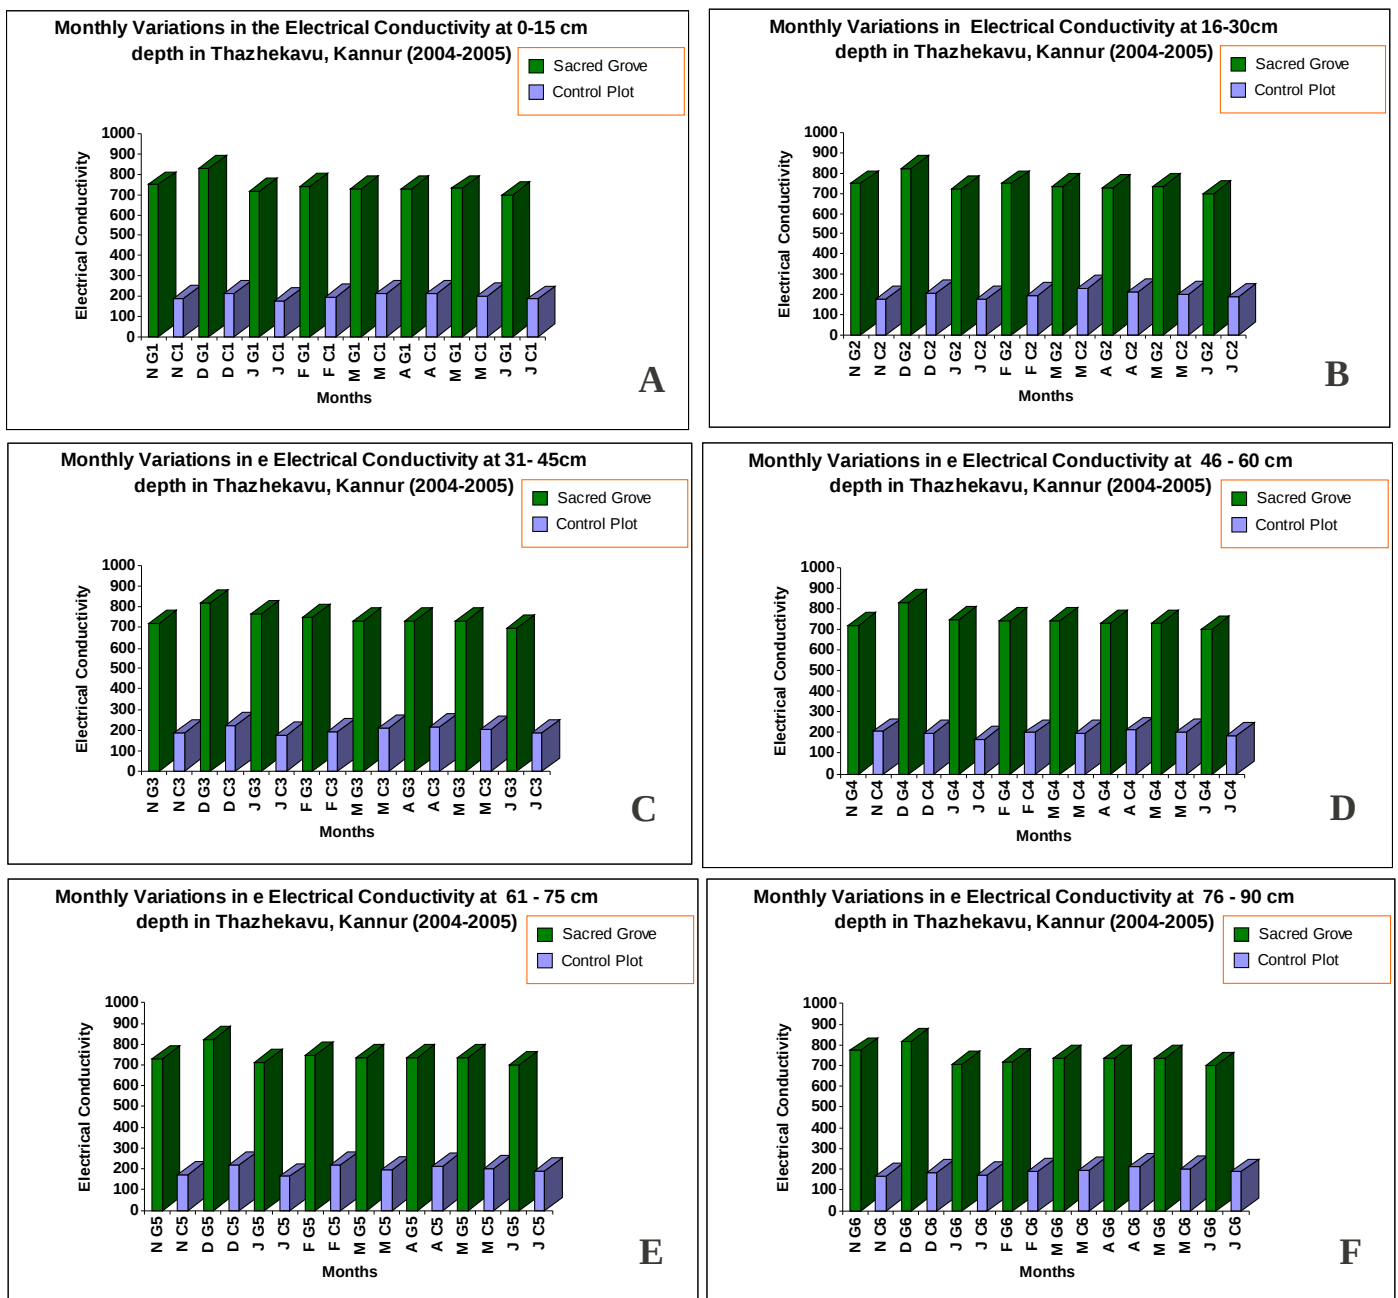 Monthly Variations in the Electrical Conductivity at 0-15 cm
depth in Thazhekavu, Kannur (2004-2005)
Sacred Grove
Control Plot
Electrical Conductivity
1000
900
800
700
600
500
400
300
200
100
0
N G1
N C1
D G1
D C1
J G1
J C1
F G1
F C1
M G1
M C1
A G1
A C1
M G1
M C1
J G1
J C1
Months
A
Monthly Variations in Electrical Conductivity at 16-30cm
depth in Thazhekavu, Kannur (2004-2005)
Sacred Grove
Control Plot
Electrical Conductivity
1000
900
800
700
600
500
400
300
200
100
0
N G2
N C2
D G2
D C2
J G2
J C2
F G2
F C2
M G2
M C2
A G2
A C2
M G2
M C2
J G2
J C2
Months
B
Monthly Variations in e Electrical Conductivity at 31- 45cm
depth in Thazhekavu, Kannur (2004-2005)
Sacred Grove
Control Plot
Electrical Conductivity
1000
900
800
700
600
500
400
300
200
100
0
N G3
N C3
D G3
D C3
J G3
J C3
F G3
F C3
M G3
M C3
A G3
A C3
M G3
M C3
J G3
J C3
Months
C
Monthly Variations in e Electrical Conductivity at 46 - 60 cm
depth in Thazhekavu, Kannur (2004-2005)
Sacred Grove
Control Plot
Electrical Conductivity
1000
900
800
700
600
500
400
300
200
100
0
N G4
N C4
D G4
D C4
J G4
J C4
F G4
F C4
M G4
M C4
A G4
A C4
M G4
M C4
J G4
J C4
Months
D
Monthly Variations in e Electrical Conductivity at 61 - 75 cm
depth in Thazhekavu, Kannur (2004-2005)
Sacred Grove
Control Plot
Electrical Conductivity
1000
900
800
700
600
500
400
300
200
100
0
N G5
N C5
D G5
D C5
J G5
J C5
F G5
F C5
M G5
M C5
A G5
A C5
M G5
M C5
J G5
J C5
Months
E
Monthly Variations in e Electrical Conductivity at 76 - 90 cm
depth in Thazhekavu, Kannur (2004-2005)
Sacred Grove
Control Plot
Electrical Conductivity
1000
900
800
700
600
500
400
300
200
100
0
N G6
N C6
D G6
D C6
J G6
J C6
F G6
F C6
M G6
M C6
A G6
A C6
M G6
M C6
J G6
J C6
Months
F